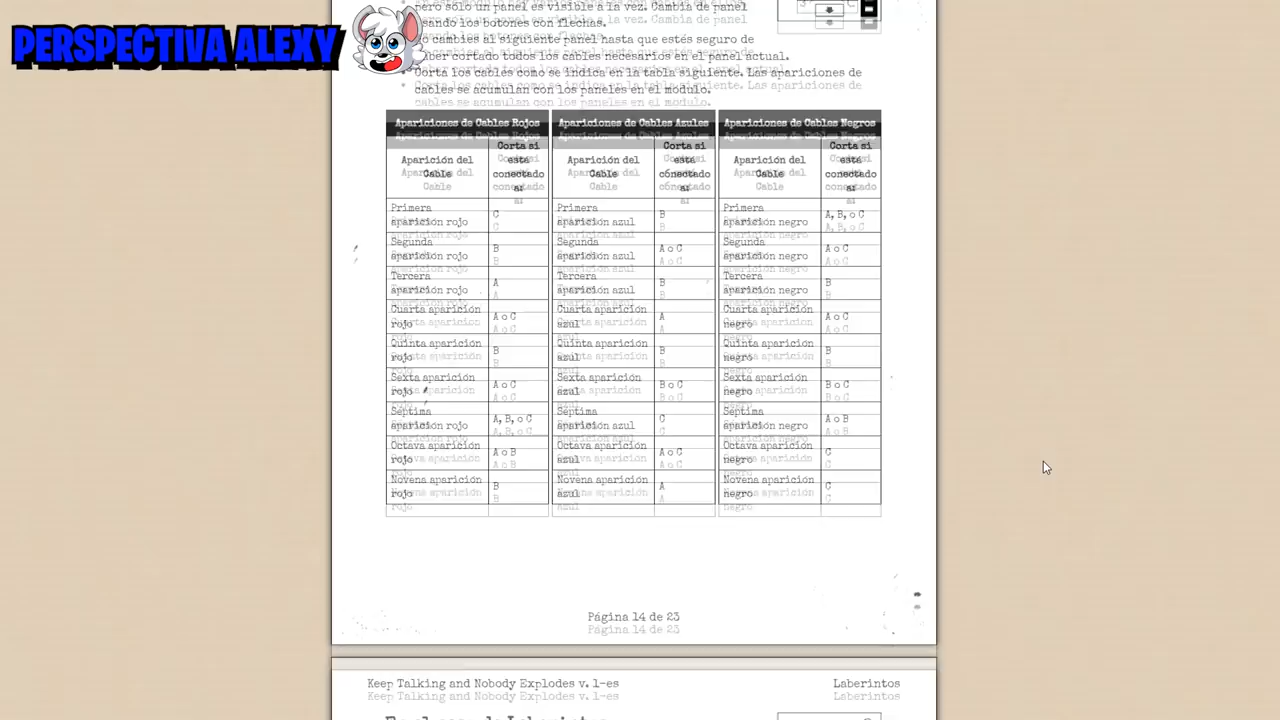 PERSPECTIVA ALEXY
pero sólo un panel es visible a la vez. Cambia de panel
usando los botones con flechas.
No cambies al siguiente panel hasta que estés seguro de
haber cortado todos los cables necesarios en el panel actual.
Corta los cables como se indica en la tabla siguiente. Las apariciones de
cables se acumulan con los paneles en el módulo.
Apariciones de Cables Rojos
Aparición del Cable
Corta si está conectado a:
Primera aparición rojo C
Segunda aparición rojo B
Tercera aparición rojo A
Cuarta aparición rojo A o C
Quinta aparición rojo B
Sexta aparición rojo A o C
Séptima aparición rojo A, B, o C
Octava aparición rojo A o B
Novena aparición rojo B
Apariciones de Cables Azules
Aparición del Cable
Corta si está conectado a:
Primera aparición azul B
Segunda aparición azul A o C
Tercera aparición azul B
Cuarta aparición azul A
Quinta aparición azul B
Sexta aparición azul B o C
Séptima aparición azul C
Octava aparición azul A o C
Novena aparición azul A
Apariciones de Cables Negros
Aparición del Cable
Corta si está conectado a:
Primera aparición negro A, B, o C
Segunda aparición negro A o C
Tercera aparición negro B
Cuarta aparición negro A o C
Quinta aparición negro B
Sexta aparición negro B o C
Séptima aparición negro A o B
Octava aparición negro C
Novena aparición negro C
Página 14 de 23
Keep Talking and Nobody Explodes v. 1-es
Laberintos